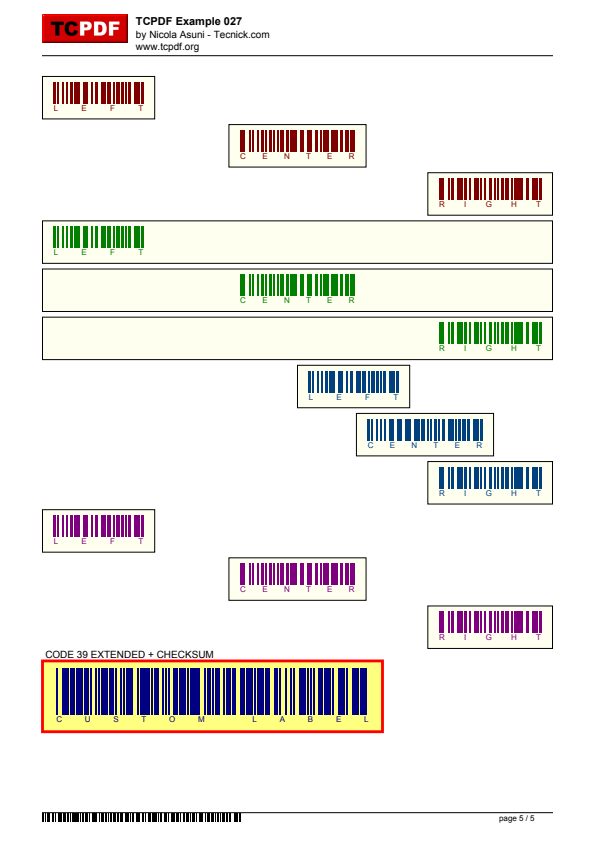 TCPDF
TCPDF Example 027
by Nicola Asuni - Tecnick.com
www.tcpdf.org
L E F T
C E N T E R
R I G H T
L E F T
C E N T E R
R I G H T
L E F T
C E N T E R
R I G H T
L E F T
C E N T E R
R I G H T
CODE 39 EXTENDED + CHECKSUM
C U S T O M   L A B E L
page 5 / 5